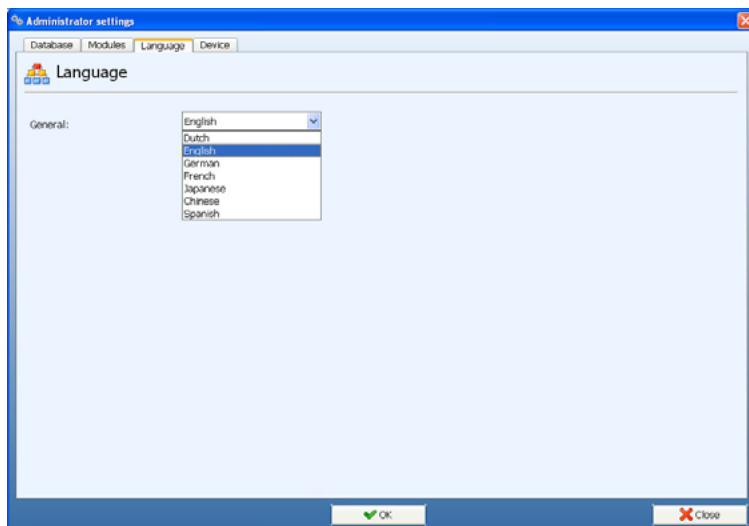 Administrator settings
Database Modules Language Device
Language
General: English
Dutch
English
German
French
Japanese
Chinese
Spanish
OK Close